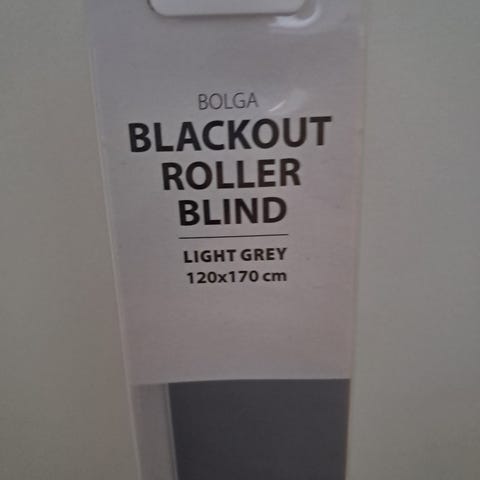 BOLGA
BLACKOUT
ROLLER
BLIND
LIGHT GREY
120x170 cm